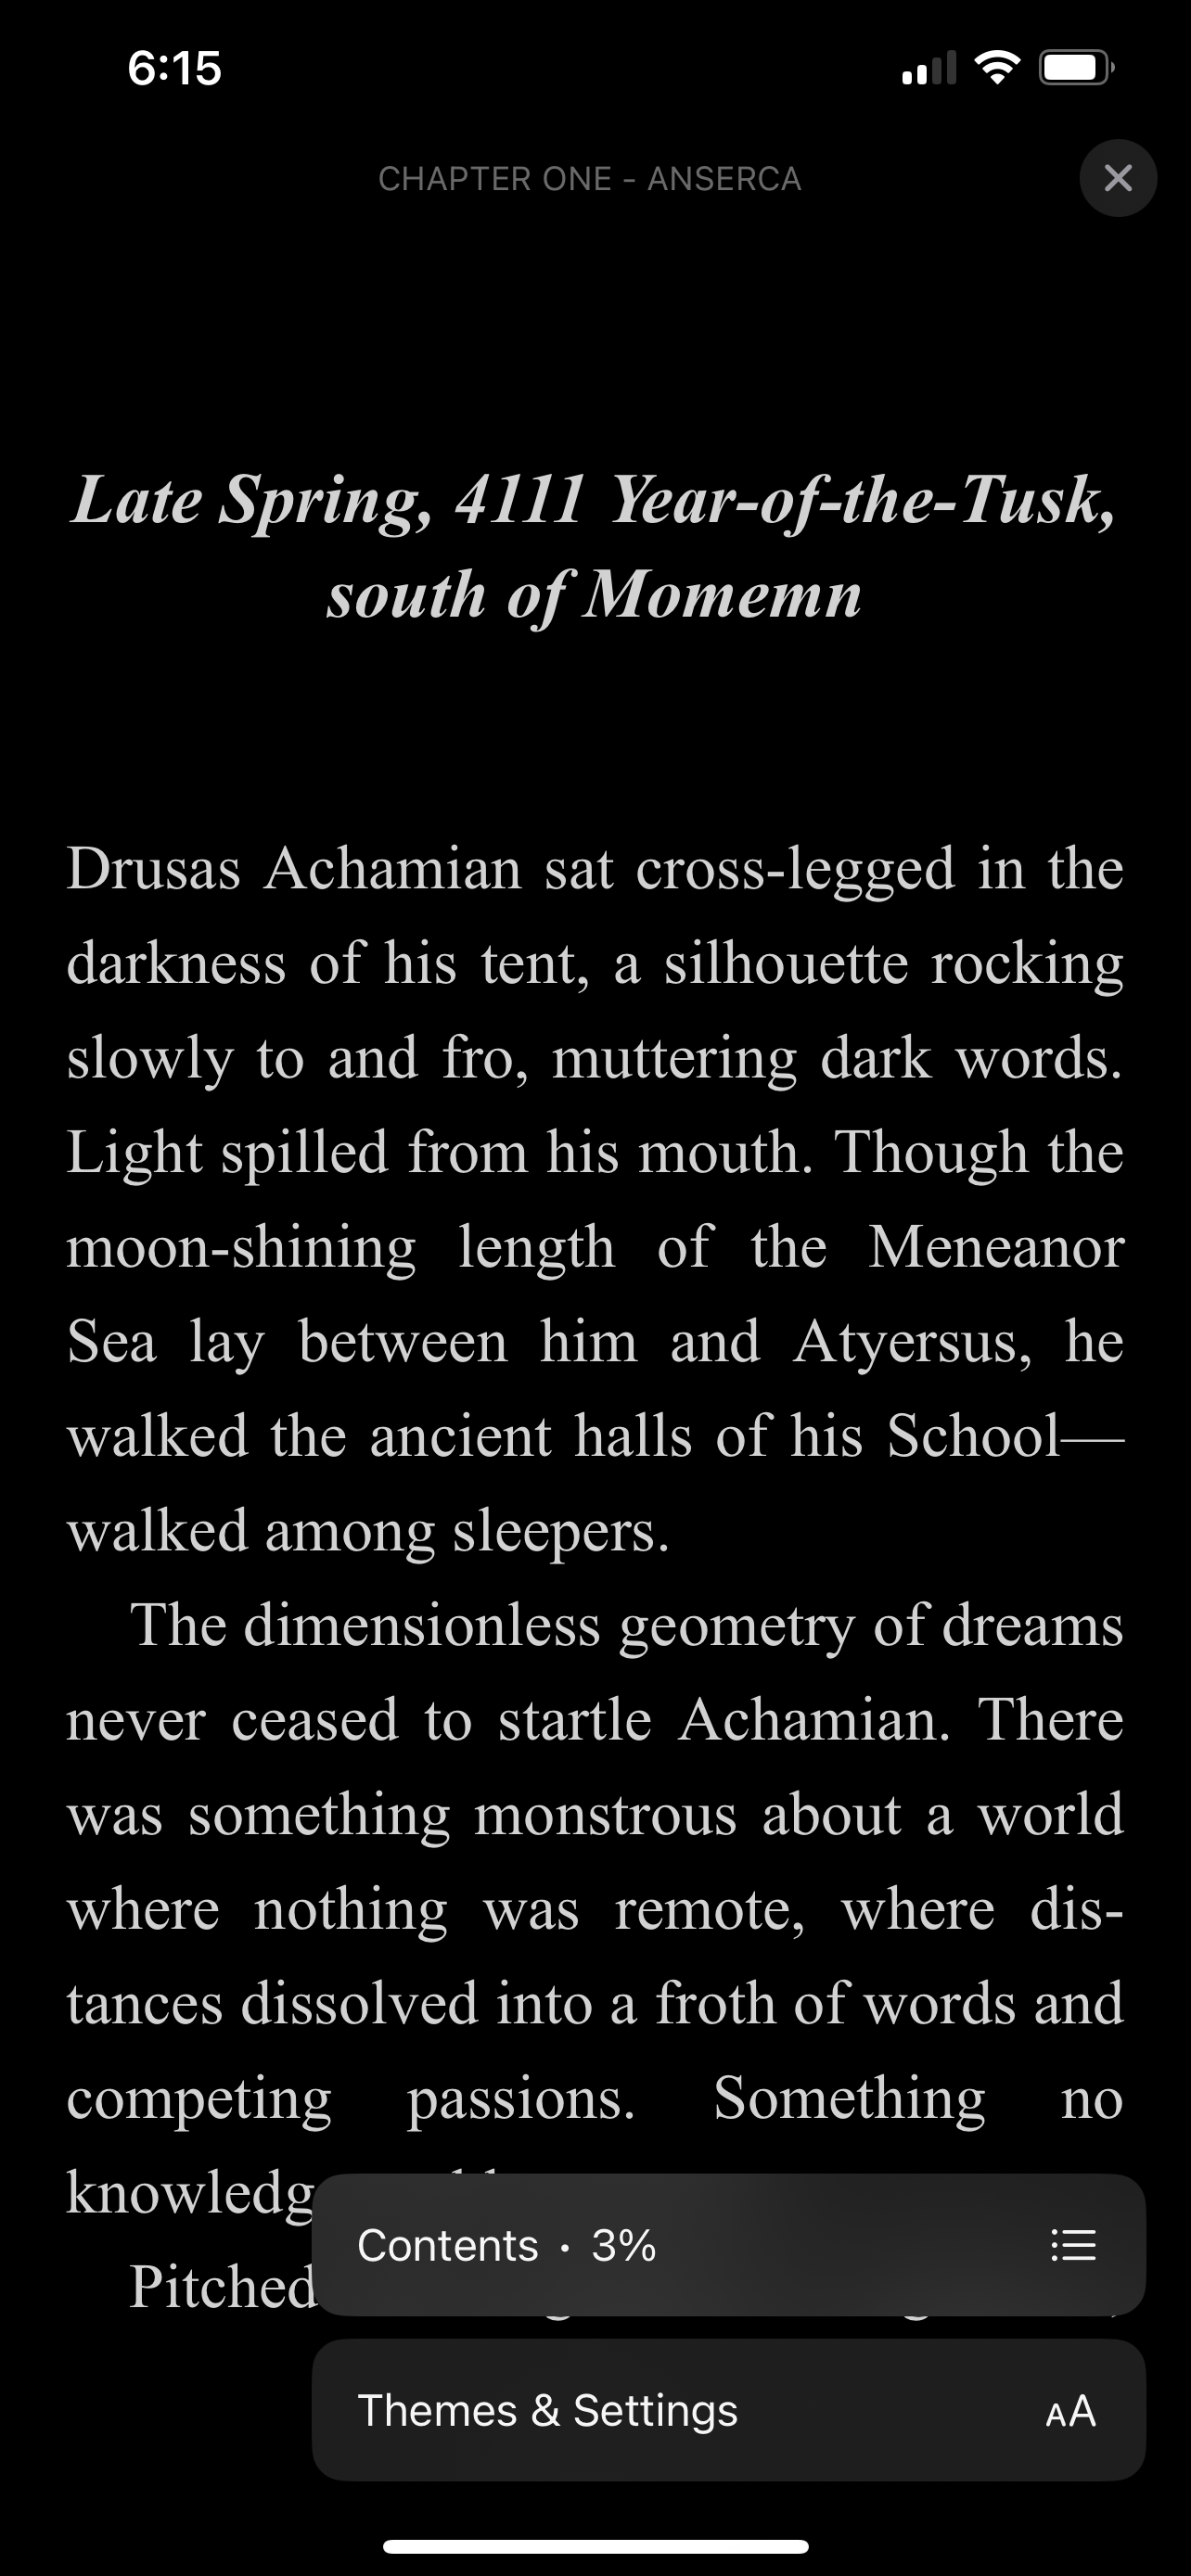 6:15
CHAPTER ONE - ANSERCA
Late Spring, 4111 Year-of-the-Tusk,
south of Momemn
Drusas Achamian sat cross-legged in the
darkness of his tent, a silhouette rocking
slowly to and fro, muttering dark words.
Light spilled from his mouth. Though the
moon-shining length of the Meneanor
Sea lay between him and Atyersus, he
walked the ancient halls of his School—
walked among sleepers.
The dimensionless geometry of dreams
never ceased to startle Achamian. There
was something monstrous about a world
where nothing was remote, where dis-
tances dissolved into a froth of words and
competing passions. Something no
knowledg
Contents · 3%
Pitched
Themes & Settings
AA